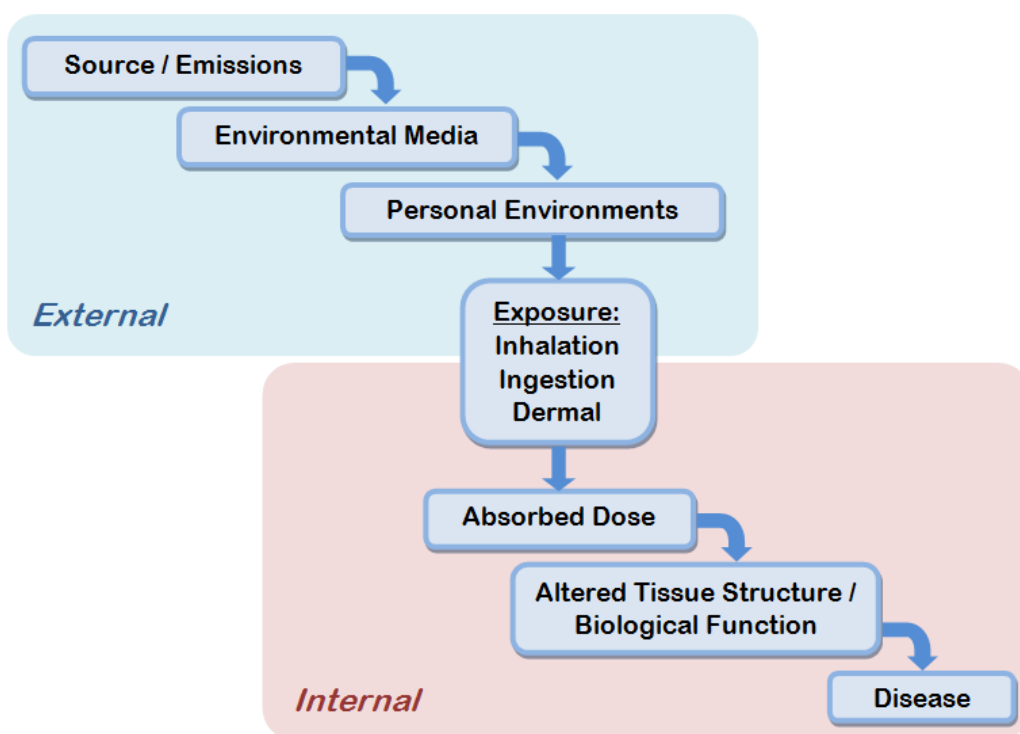 Source / Emissions
Environmental Media
Personal Environments
External
Exposure:
Inhalation
Ingestion
Dermal
Absorbed Dose
Altered Tissue Structure /
Biological Function
Internal
Disease